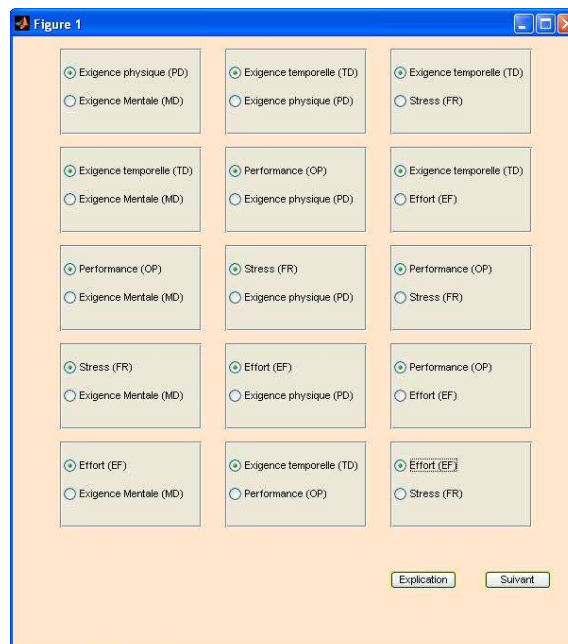 Figure 1
Exigence physique (PD)
Exigence Mentale (MD)
Exigence temporelle (TD)
Exigence physique (PD)
Exigence temporelle (TD)
Stress (FR)
Exigence temporelle (TD)
Exigence Mentale (MD)
Performance (OP)
Exigence physique (PD)
Exigence temporelle (TD)
Effort (EF)
Performance (OP)
Exigence Mentale (MD)
Stress (FR)
Exigence physique (PD)
Performance (OP)
Stress (FR)
Stress (FR)
Exigence Mentale (MD)
Effort (EF)
Exigence physique (PD)
Performance (OP)
Effort (EF)
Effort (EF)
Exigence Mentale (MD)
Exigence temporelle (TD)
Performance (OP)
Effort (EF)
Stress (FR)
Explication
Suivant